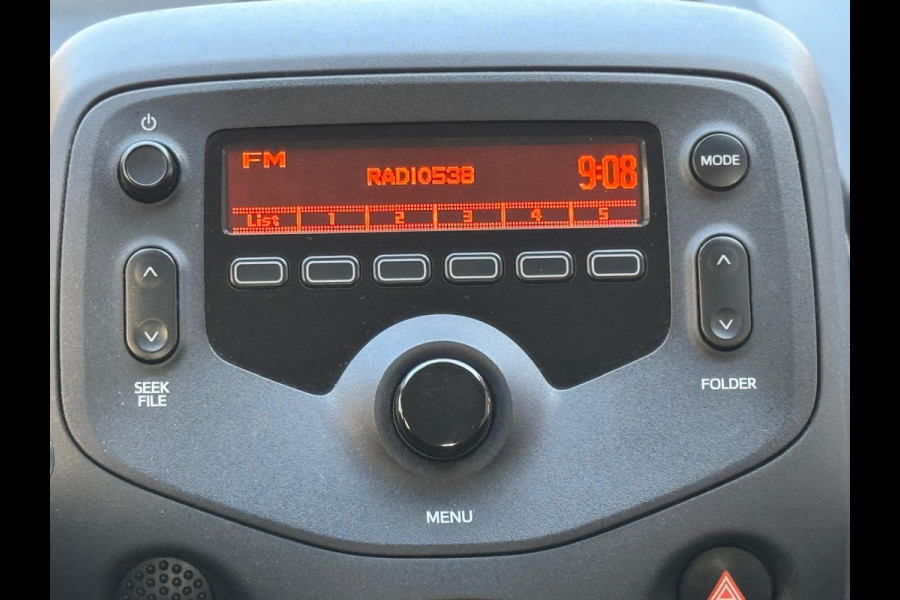 FM
RADIO538
9:08
List 1 2 3 4 5
MODE
SEEK
FILE
FOLDER
MENU